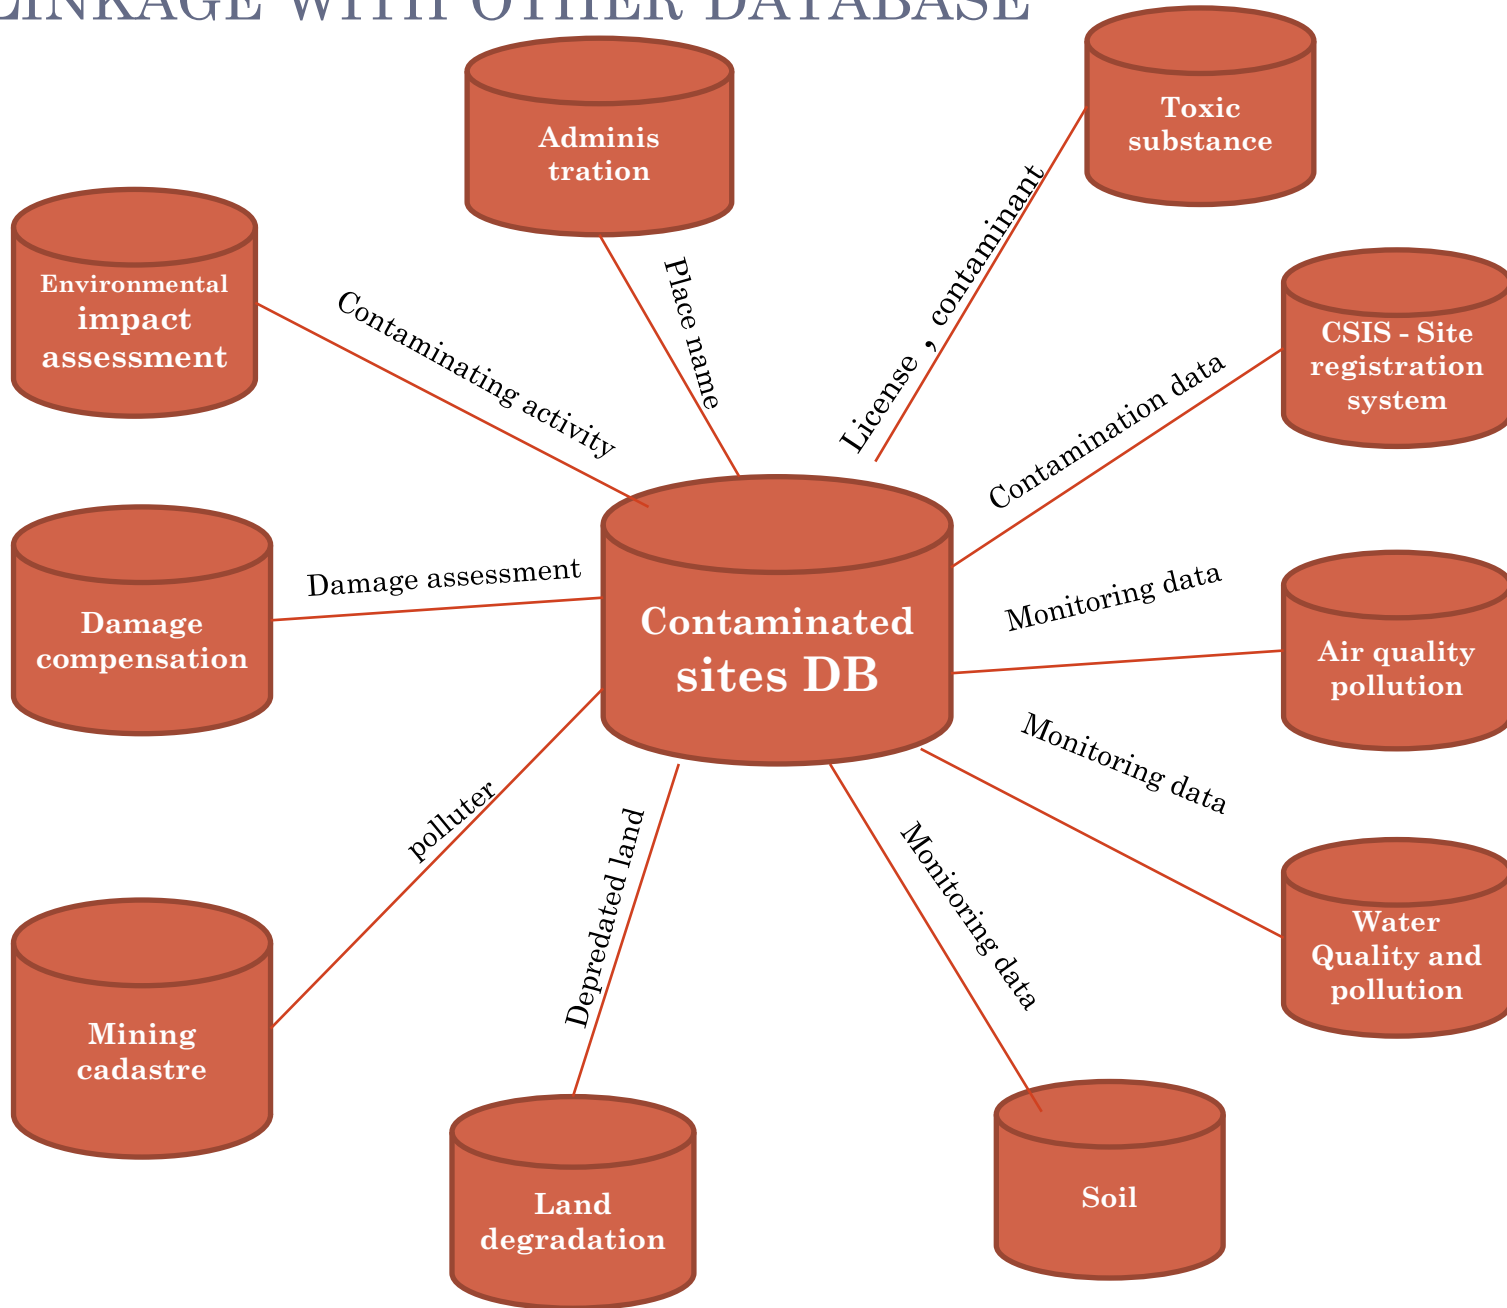 LINKAGE WITH OTHER DATABASE
Adminis
tration
Toxic
substance
Environmental
impact
assessment
CSIS - Site
registration
system
Contaminating activity
Place name
License , contaminant
Contamination data
Damage
compensation
Damage assessment
Contaminated
sites DB
Monitoring data
Air quality
pollution
Monitoring data
polluter
Depredated land
Monitoring data
Water
Quality and
pollution
Mining
cadastre
Land
degradation
Soil